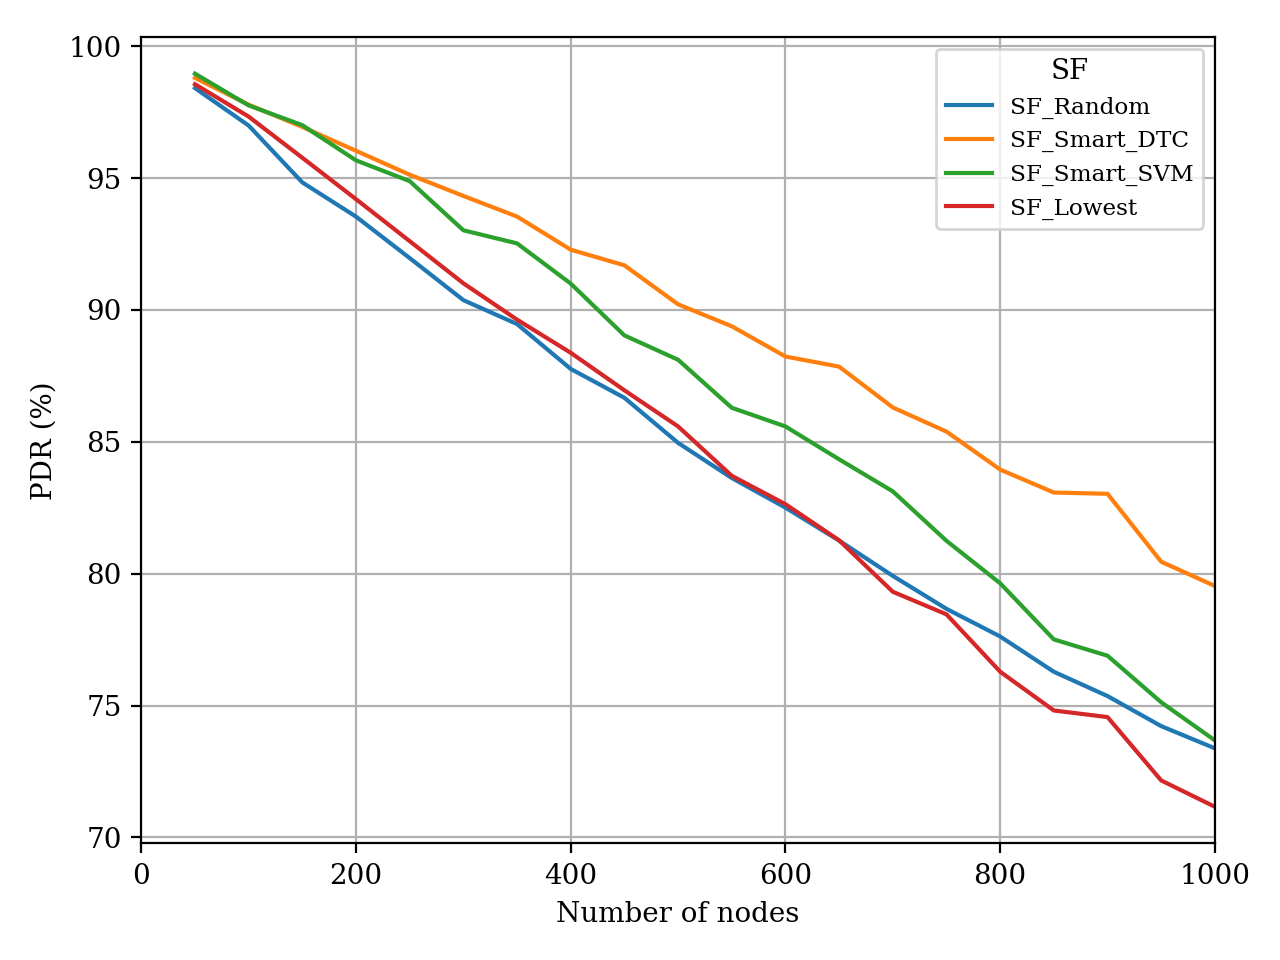 100
95
90
85
80
75
70
PDR (%)
SF
SF_Random
SF_Smart_DTC
SF_Smart_SVM
SF_Lowest
0 200 400 600 800 1000
Number of nodes